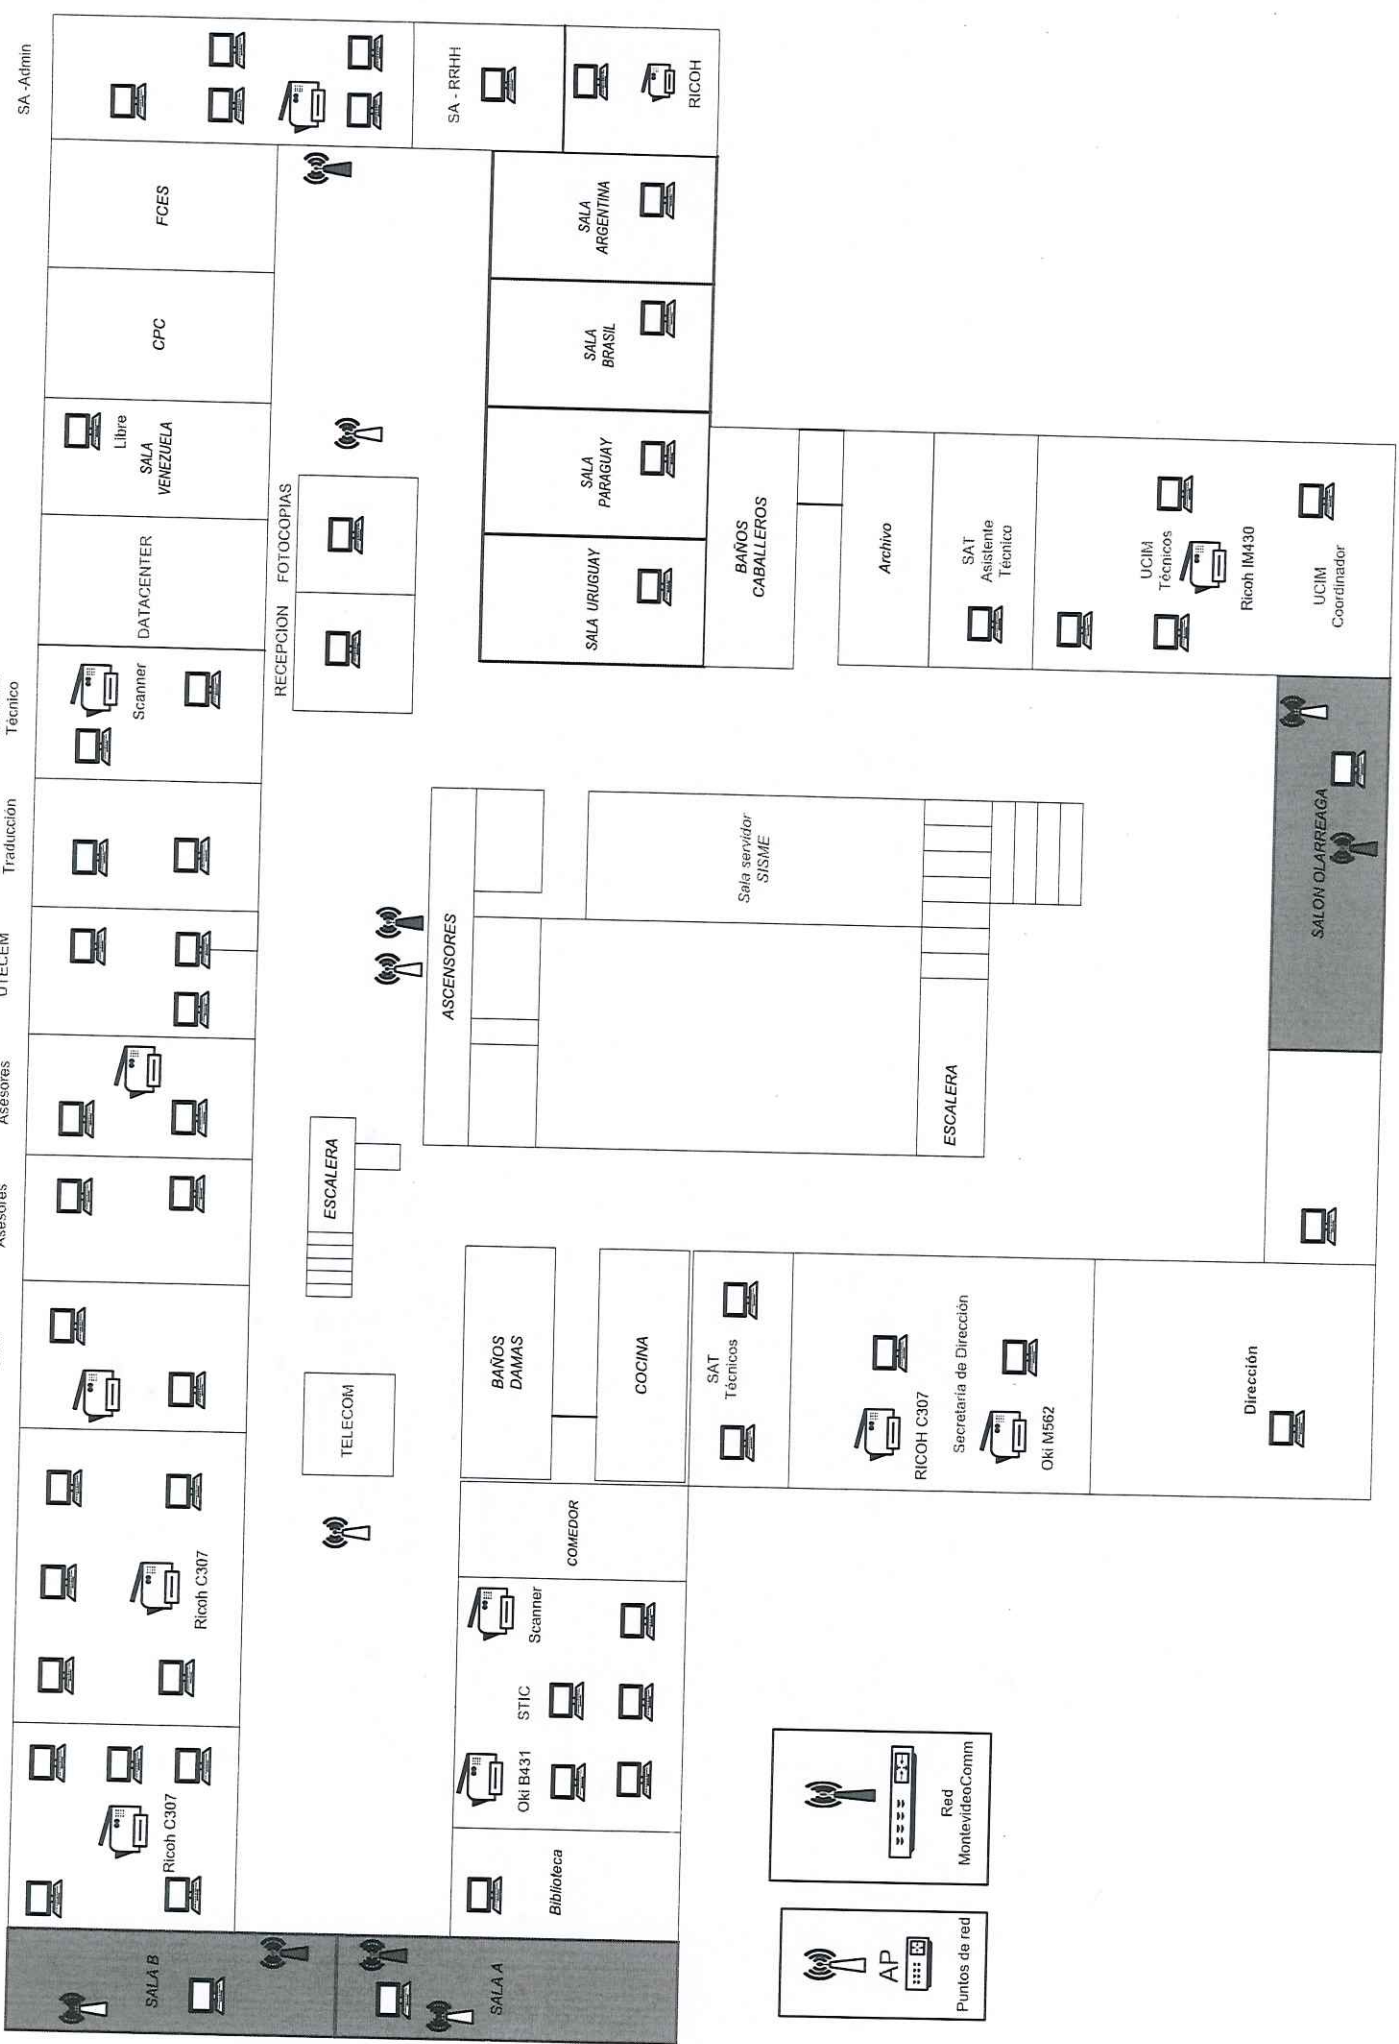 Asesores
Asesores
UTECEM
Traducción
Técnico
SA -Admin
SALA B
Ricoh C307
Ricoh C307
Scanner
DATACENTER
Libre
SALA
VENEZUELA
CPC
FCES
TELECOM
ESCALERA
RECEPCION
FOTOCOPIAS
SALA A
Biblioteca
Oki B431
STIC
Scanner
COMEDOR
BAÑOS
DAMAS
COCINA
ASCENSORES
SALA URUGUAY
SALA
PARAGUAY
SALA
BRASIL
SALA
ARGENTINA
SA - RRHH
RICOH
SAT
Técnicos
Sala servidor
SISME
BAÑOS
CABALLEROS
Archivo
RICOH C307
Secretaría de Dirección
Oki M562
ESCALERA
SAT
Asistente
Técnico
UCIM
Técnicos
Ricoh IM430
UCIM
Coordinador
Dirección
SALON OLARREAGA
AP
Puntos de red
Red
MontevideoComm